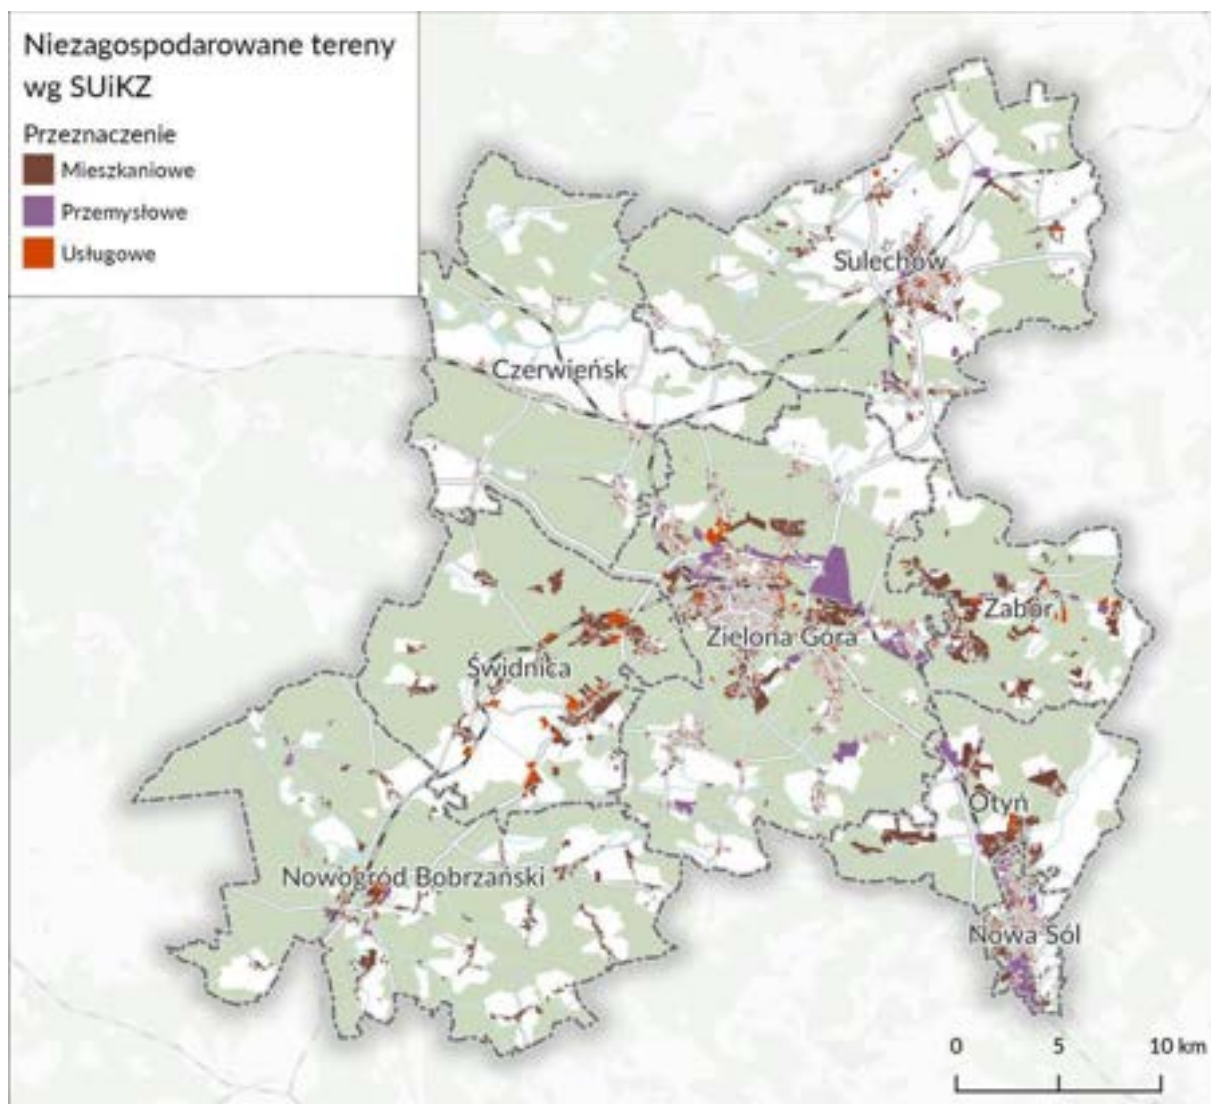 Niezagospodarowane tereny
wg SUiKZ
Przeznaczenie
Mieszkaniowe
Przemysłowe
Usługowe
Sulechów
Czerwieńsk
Zabór
Zielona Góra
Świdnica
Otyń
Nowogród Bobrzański
Nowa Sól
0 5 10 km